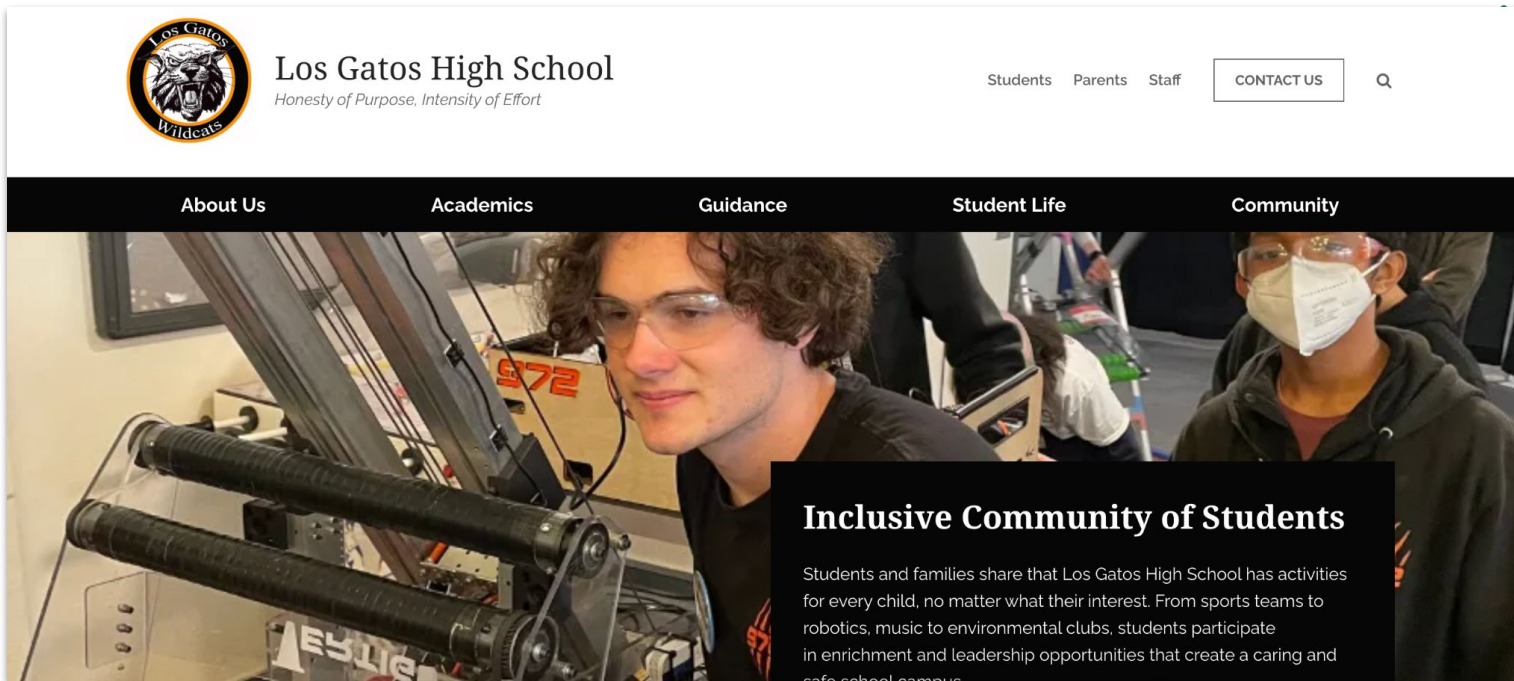 Los Gatos
Wildcats
Los Gatos High School
Honesty of Purpose, Intensity of Effort
Students
Parents
Staff
CONTACT US
About Us
Academics
Guidance
Student Life
Community
972
Inclusive Community of Students
Students and families share that Los Gatos High School has activities
for every child, no matter what their interest. From sports teams to
robotics, music to environmental clubs, students participate
in enrichment and leadership opportunities that create a caring and
safe school campus.